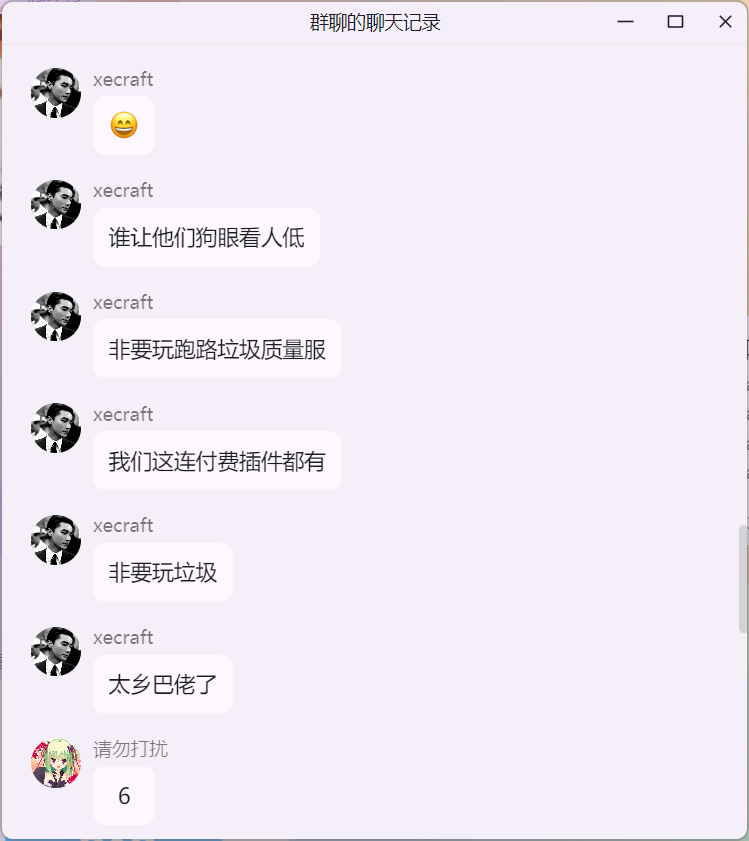 群聊的聊天记录
xecraft
😄
xecraft
谁让他们狗眼看人低
xecraft
非要玩跑路垃圾质量服
xecraft
我们这连付费插件都有
xecraft
非要玩垃圾
xecraft
太乡巴佬了
请勿打扰
6